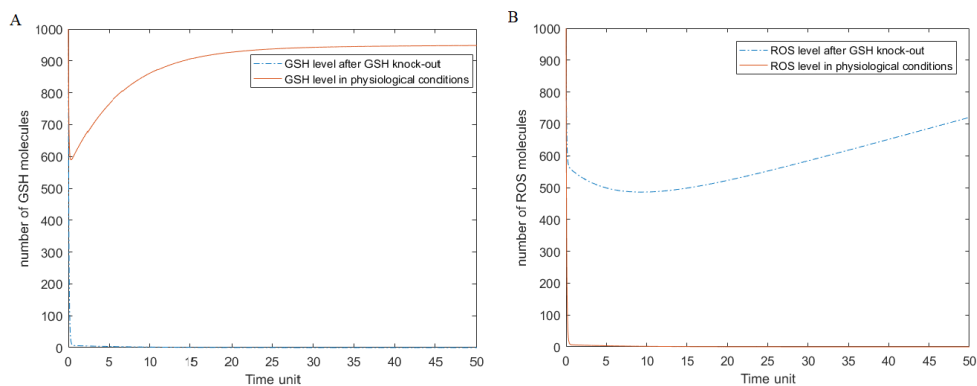 A
1000
900
800
700
600
500
400
300
200
100
0
0 5 10 15 20 25 30 35 40 45 50
number of GSH molecules
Time unit
GSH level after GSH knock-out
GSH level in physiological conditions
B
1000
900
800
700
600
500
400
300
200
100
0
0 5 10 15 20 25 30 35 40 45 50
number of ROS molecules
Time unit
ROS level after GSH knock-out
ROS level in physiological conditions